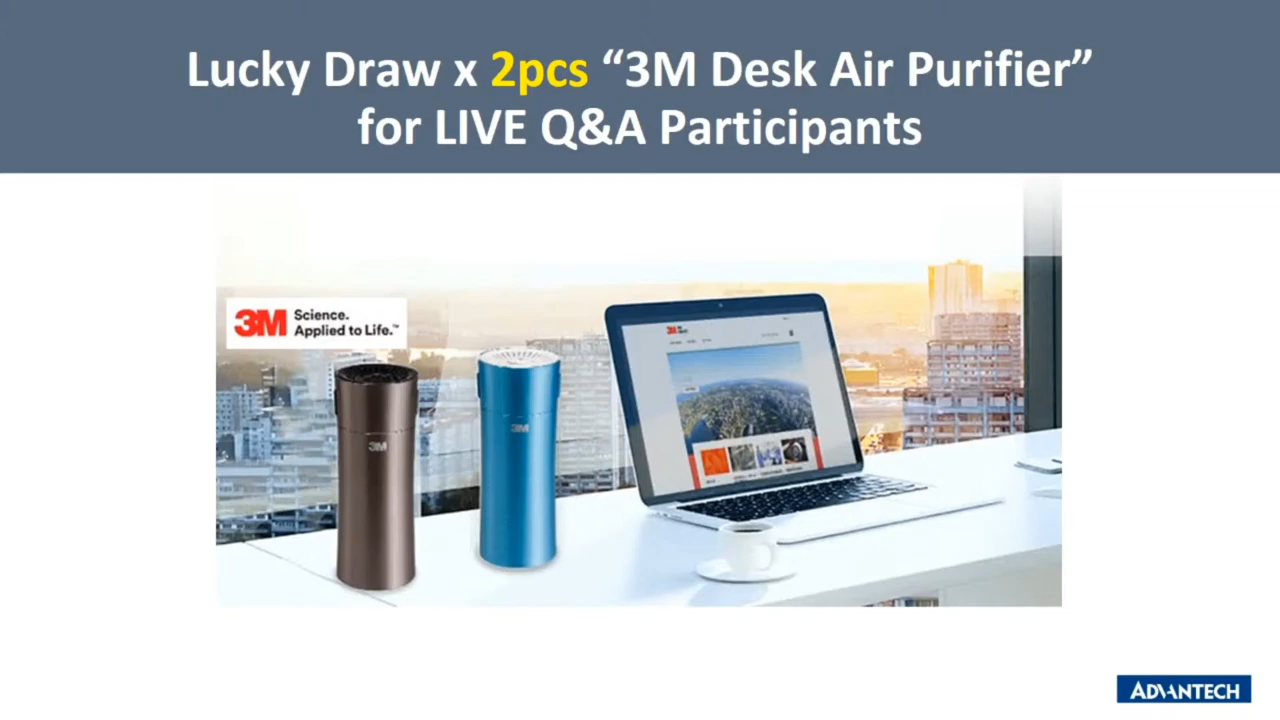 Lucky Draw x 2pcs “3M Desk Air Purifier”
for LIVE Q&A Participants
3M Science.
Applied to Life.™
3M
3M
3M
ADVANTECH